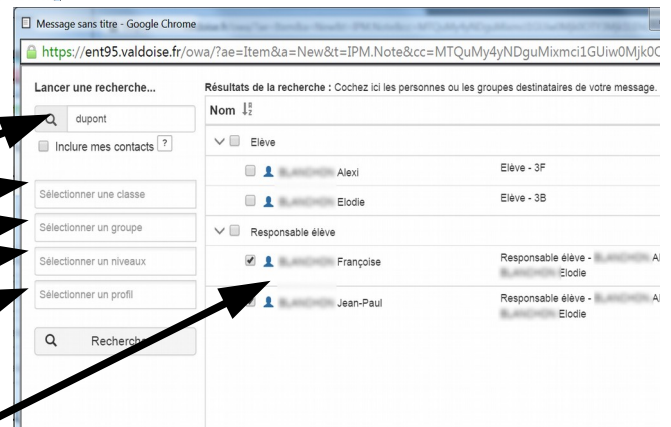 Message sans titre - Google Chrome
https://ent95.valdoise.fr/owa/?ae=Item&a=New&t=IPM.Note&cc=MTQuMy4yNDguMixmci1GUiw0Mjk0O
Lancer une recherche...
dupont
Inclure mes contacts ?
Sélectionner une classe
Sélectionner un groupe
Sélectionner un niveaux
Sélectionner un profil
Recherche
Résultats de la recherche : Cochez ici les personnes ou les groupes destinataires de votre message.
Nom
Elève
Alexi Elève - 3F
Elodie Elève - 3B
Responsable élève
Françoise Responsable élève - Al
Elodie
Jean-Paul Responsable élève - Al
Elodie